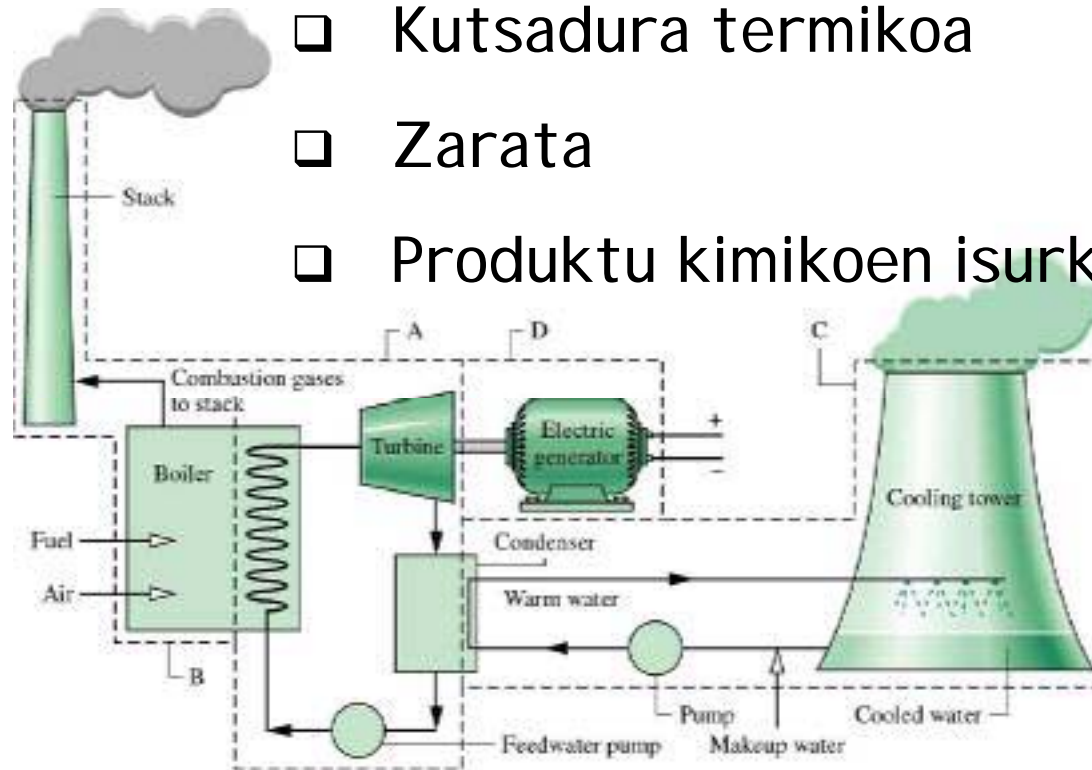 Kutsadura termikoa
Zarata
Produktu kimikoen isurk
Stack
A
D
C
Combustion gases
to stack
Turbine
Electric
generator
+
−
Boiler
Cooling tower
Fuel
Condenser
Air
Warm water
B
Pump
Cooled water
Feedwater pump
Makeup water